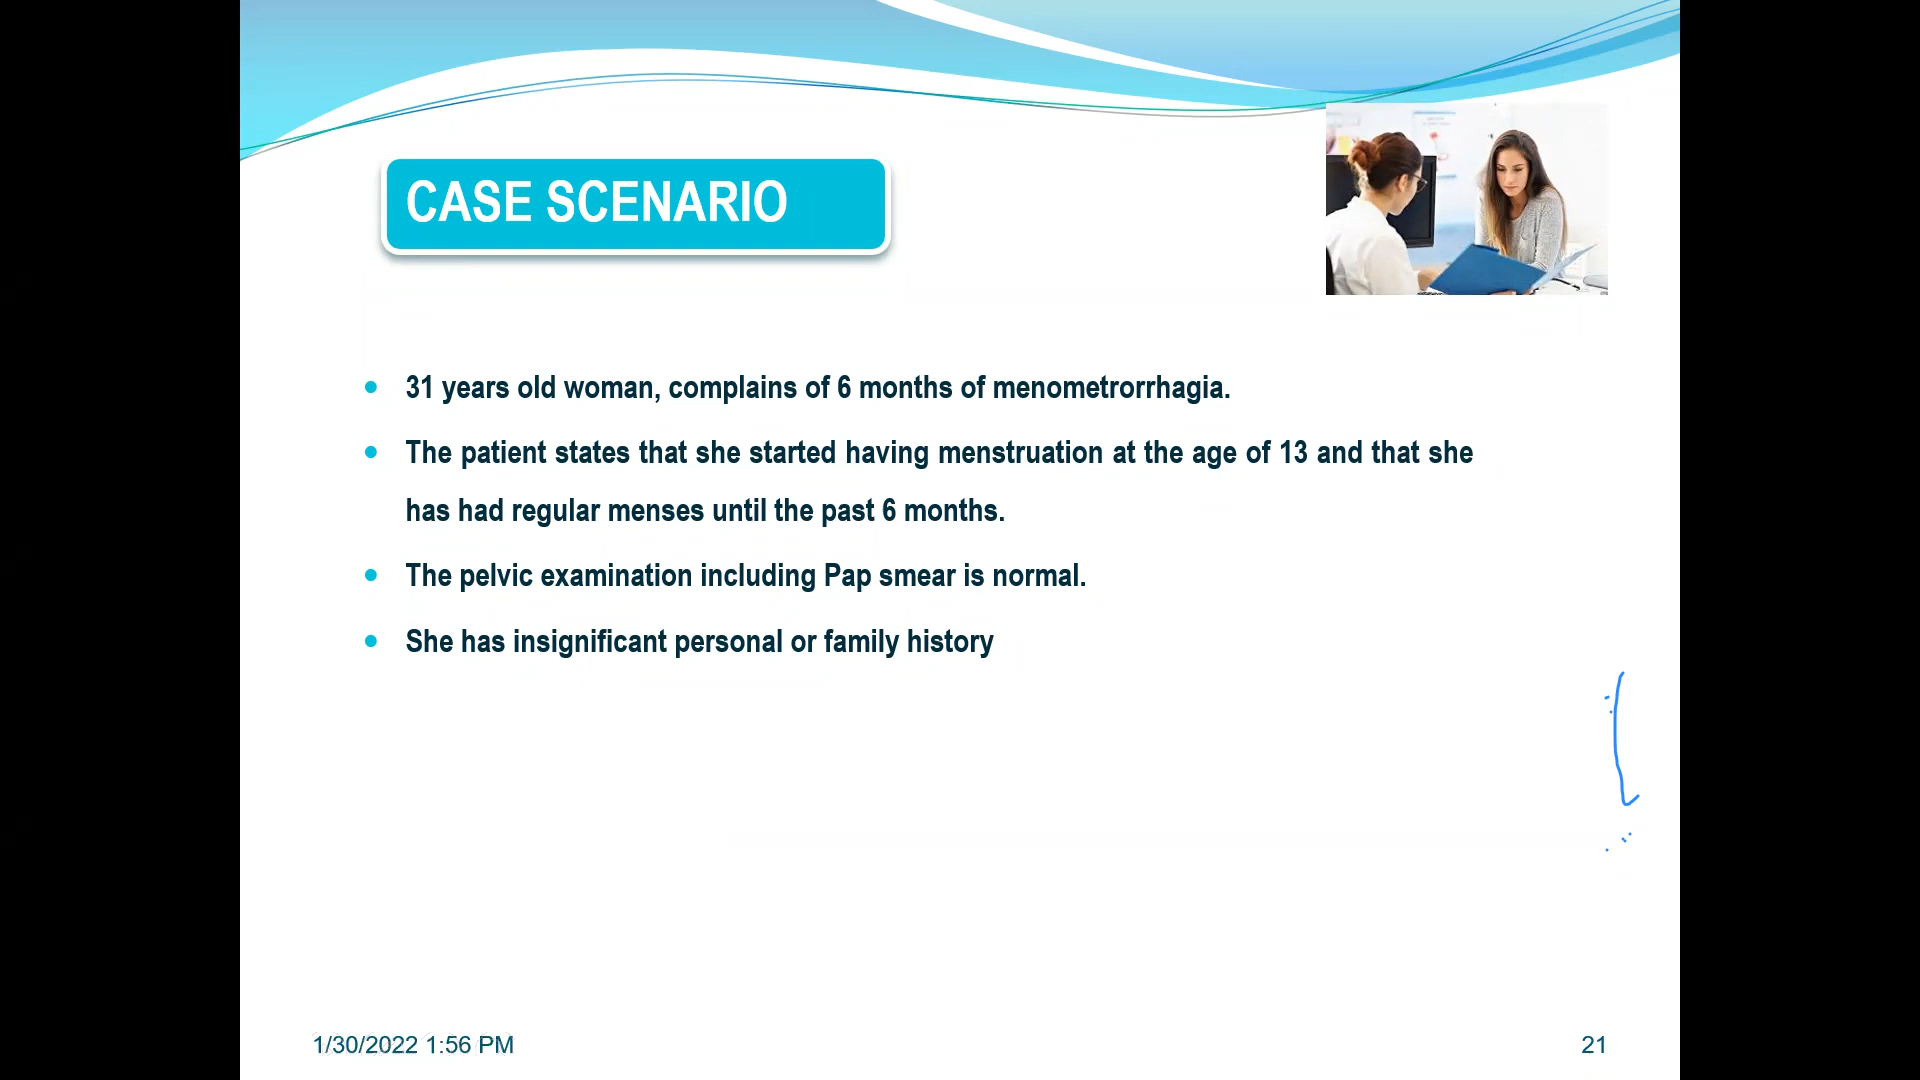 CASE SCENARIO
31 years old woman, complains of 6 months of menometrorrhagia.
The patient states that she started having menstruation at the age of 13 and that she
has had regular menses until the past 6 months.
The pelvic examination including Pap smear is normal.
She has insignificant personal or family history
1/30/2022 1:56 PM
21